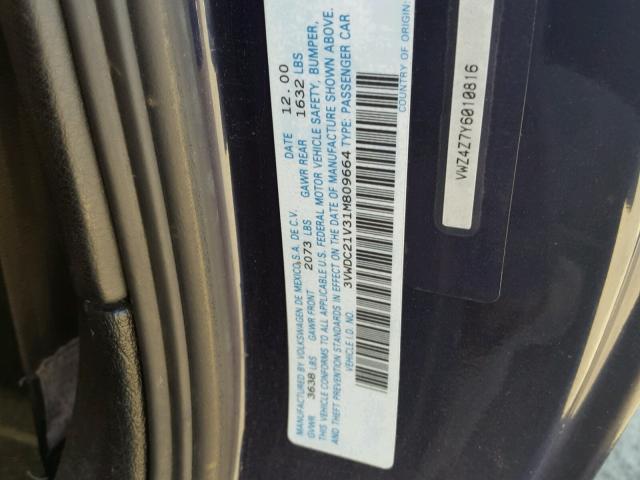 MANUFACTURED BY VOLKSWAGEN DE MEXICO,S.A. DE C.V. DATE 12.00
GVWR 3638 LBS GAWR FRONT 2073 LBS GAWR REAR 1632 LBS
THIS VEHICLE CONFORMS TO ALL APPLICABLE U.S. FEDERAL MOTOR VEHICLE SAFETY, BUMPER,
AND THEFT PREVENTION STANDARDS IN EFFECT ON THE DATE OF MANUFACTURE SHOWN ABOVE.
VEHICLE I.D. NO. 3VWDC21V31M809664 TYPE: PASSENGER CAR
COUNTRY OF ORIGIN:
VWZ4Z7Y6010816